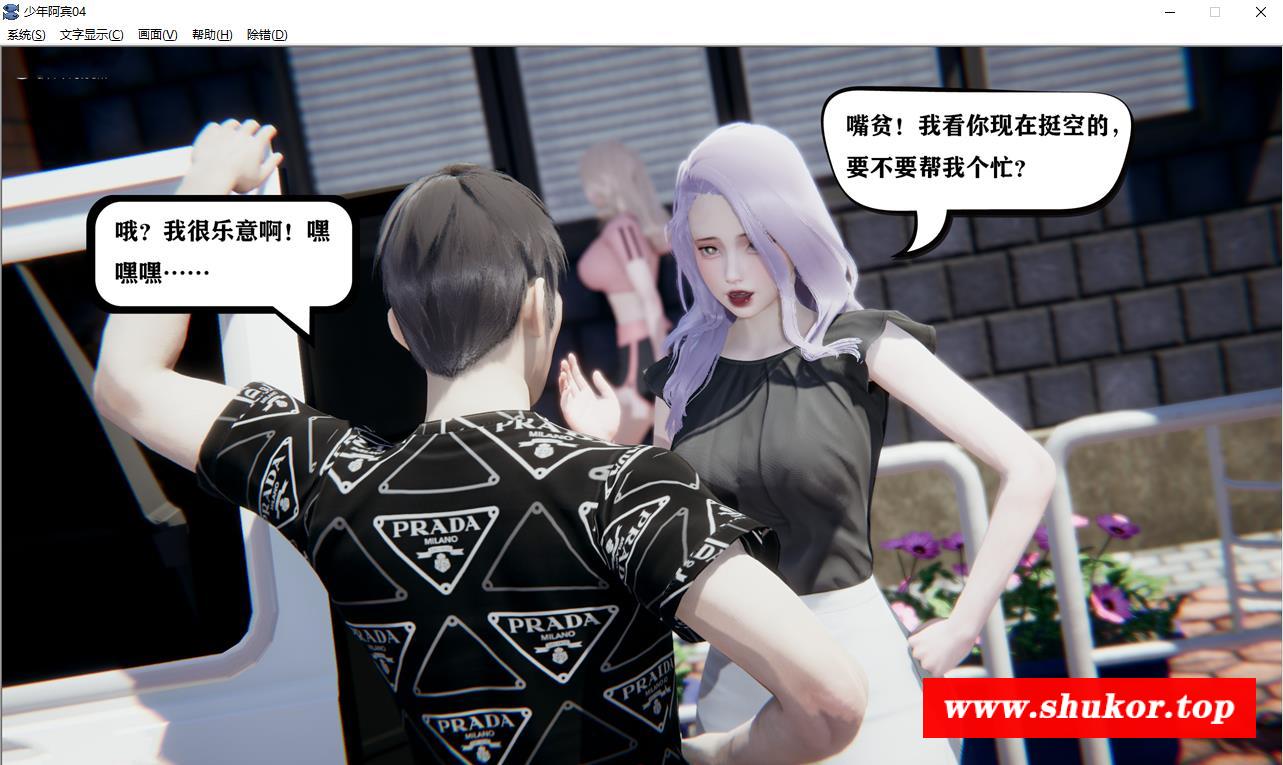 少年阿宾04
系统(S) 文字显示(C) 画面(V) 帮助(H) 除错(D)
嘴贫！我看你现在挺空的，
要不要帮我个忙？
哦？我很乐意啊！嘿
嘿嘿……
PRADA
MILANO
PRADA
MILANO
PRADA
MILANO
PRADA
MILANO
www.shukor.top